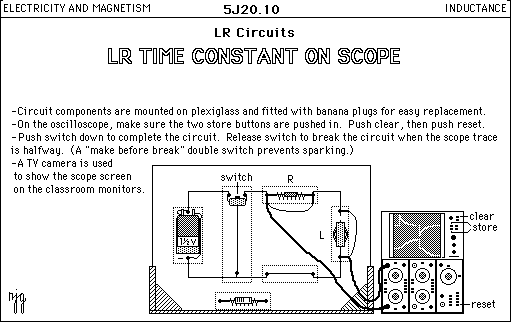 ELECTRICITY AND MAGNETISM 5J20.10 INDUCTANCE
LR Circuits
LR TIME CONSTANT ON SCOPE
-Circuit components are mounted on plexiglass and fitted with banana plugs for easy replacement.
-On the oscilloscope, make sure the two store buttons are pushed in. Push clear, then push reset.
-Push switch down to complete the circuit. Release switch to break the circuit when the scope trace
is halfway. (A "make before break" double switch prevents sparking.)
-A TV camera is used
to show the scope screen
on the classroom monitors.
switch
R
+
1½ V
-
L
clear
store
reset
njg